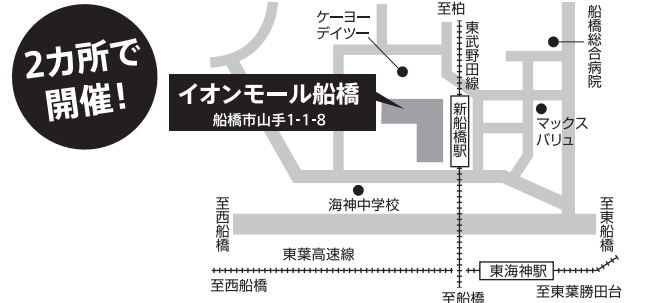 2カ所で
開催!
イオンモール船橋
船橋市山手1-1-8
至柏
ケーヨー
デイツー
東武野田線
船橋総合病院
新船橋駅
マックス
バリュ
海神中学校
至西船橋
至東船橋
東葉高速線
東海神駅
至西船橋
至船橋
至東葉勝田台